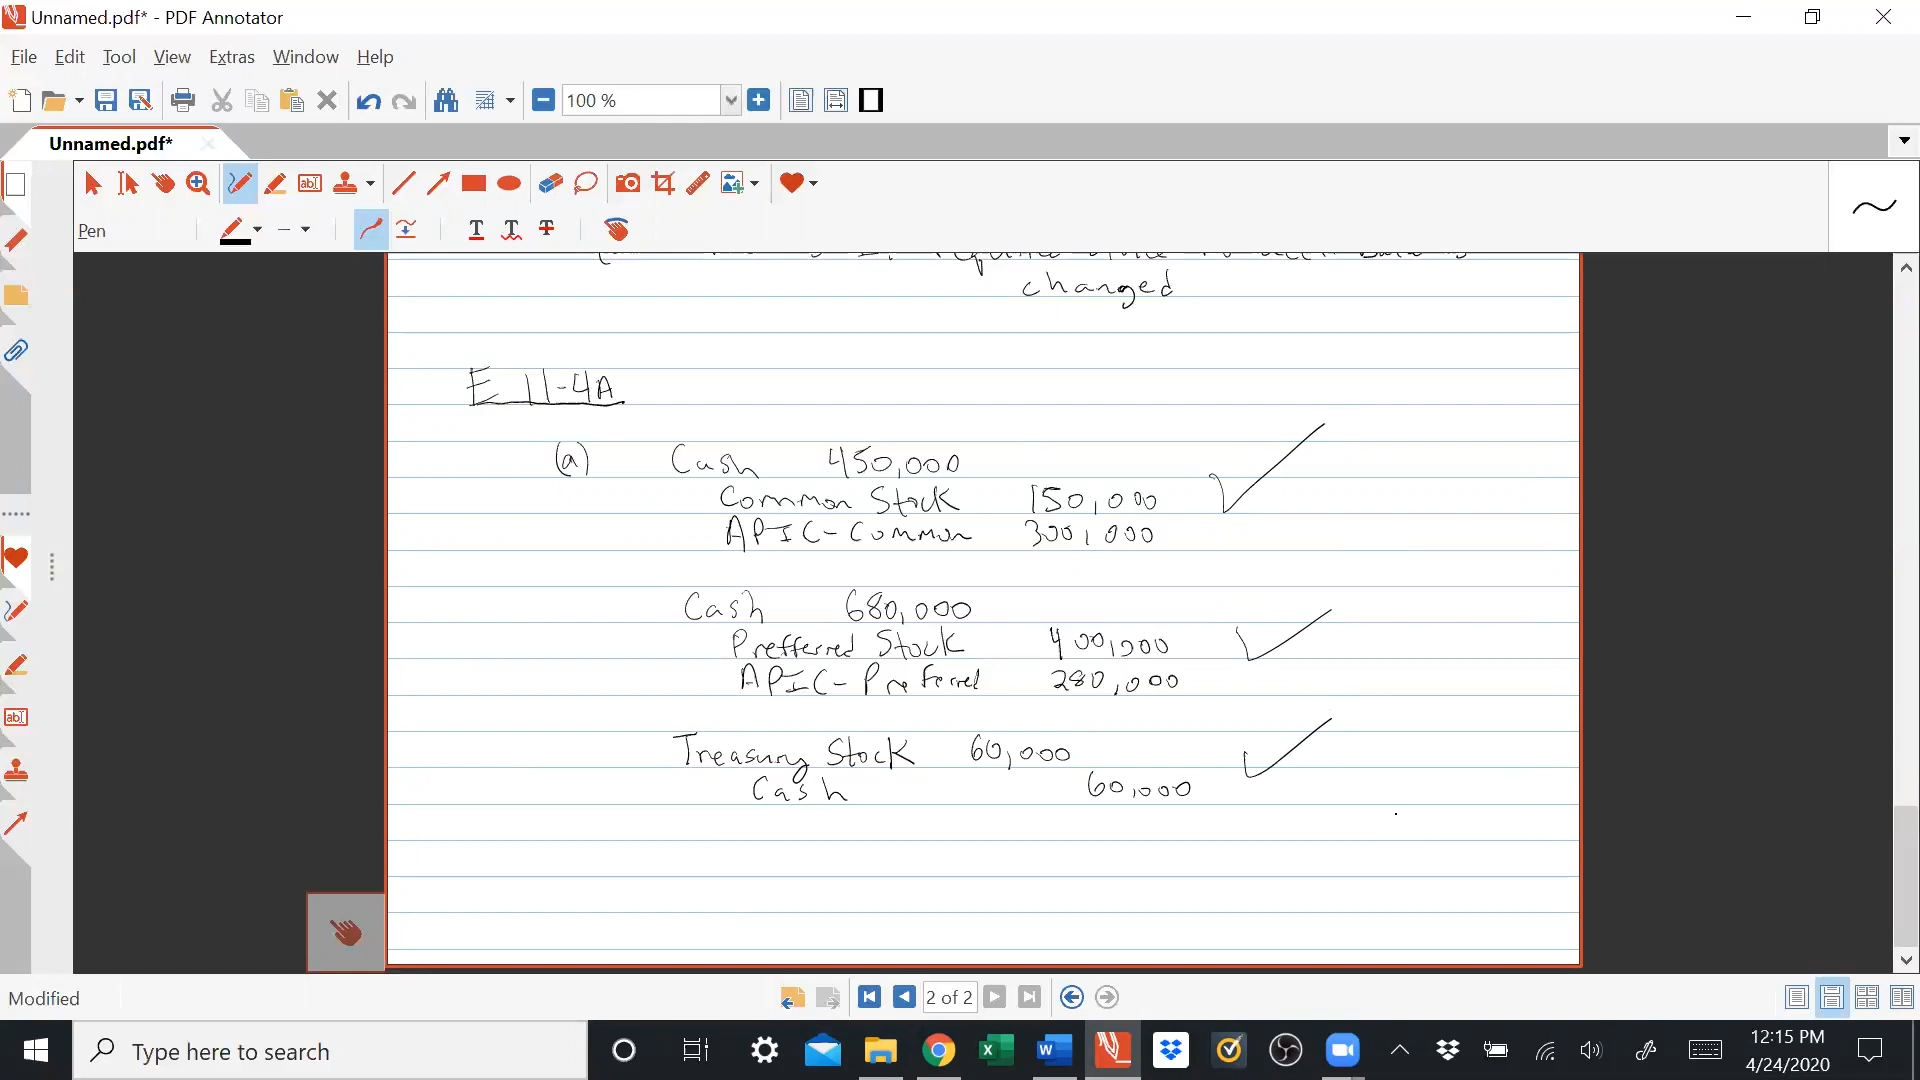 Unnamed.pdf* - PDF Annotator
File Edit Tool View Extras Window Help
100 %
Unnamed.pdf*
Pen
changed
E 11-4A
(a) Cash 450,000
Common Stock 150,000
APIC-Common 300,000
Cash 680,000
Prefferred Stock 400,000
APIC-Preferred 280,000
Treasury Stock 60,000
Cash 60,000
Modified
2 of 2
Type here to search
12:15 PM
4/24/2020